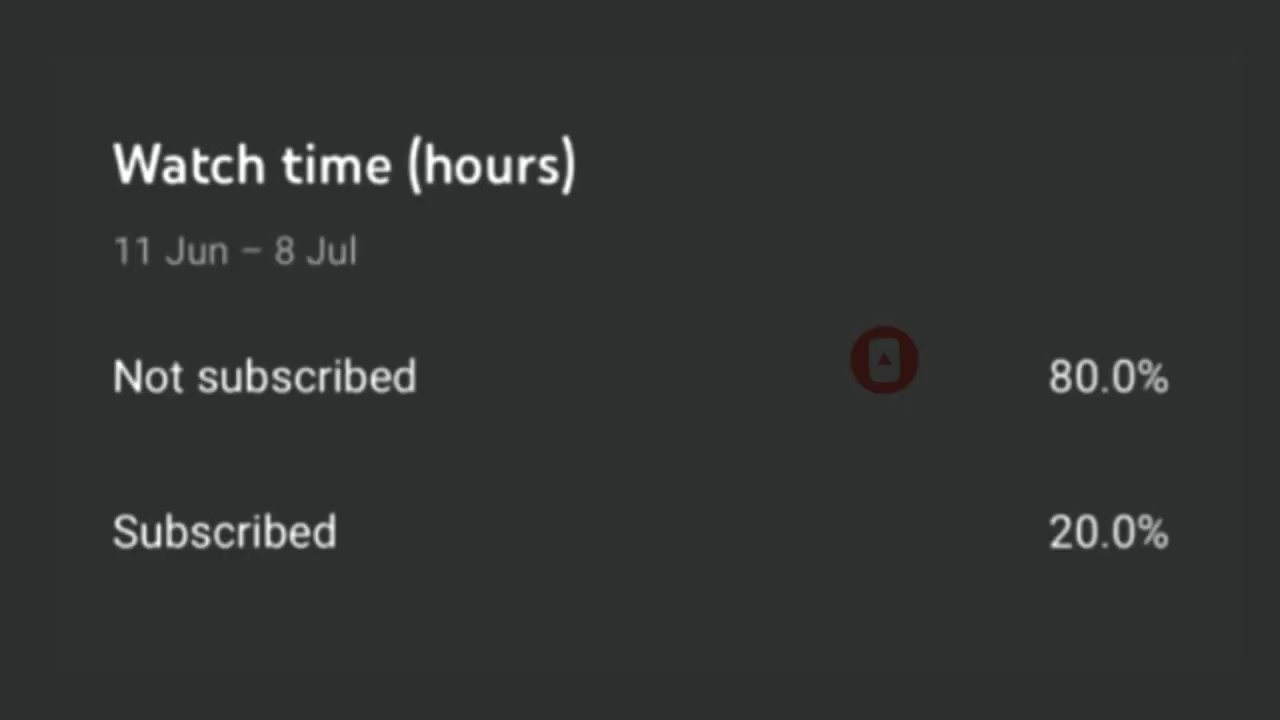 Watch time (hours)
11 Jun – 8 Jul
Not subscribed 80.0%
Subscribed 20.0%